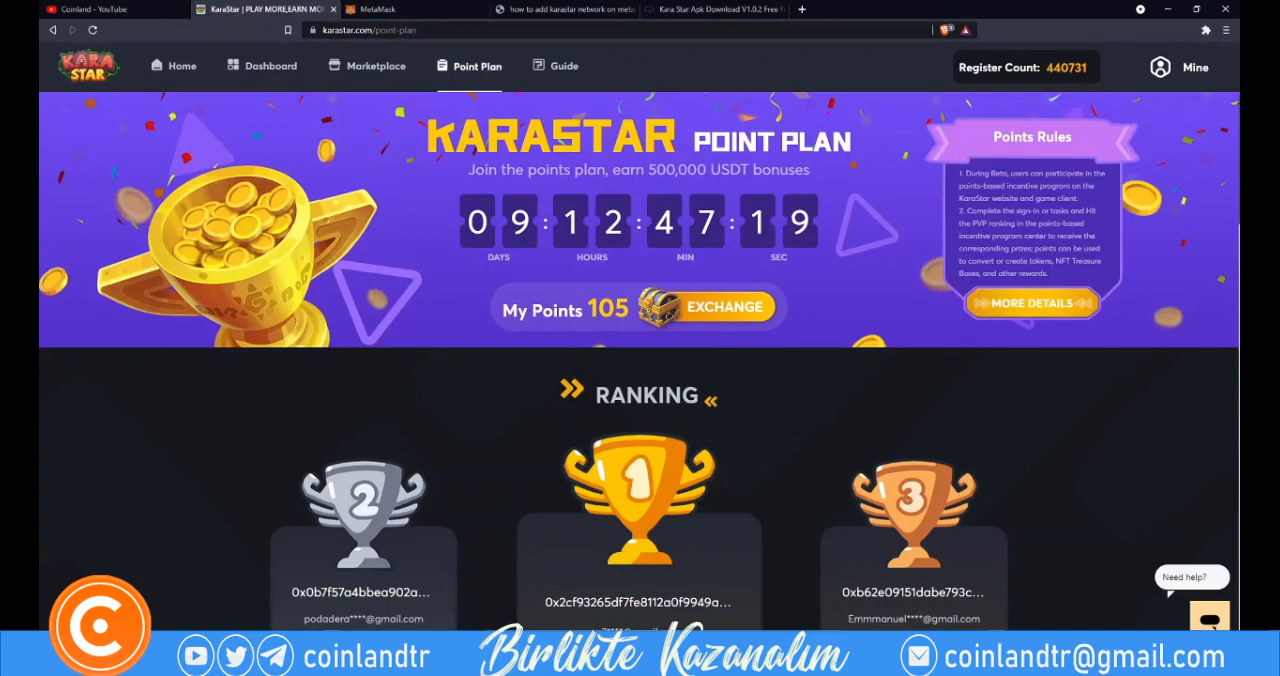 Coinland - YouTube
KaraStar | PLAY MORE,EARN MO
MetaMask
how to add karastar network on meta
Kara Star Apk Download V1.0.2 Free F
karastar.com/point-plan
KARA STAR
Home
Dashboard
Marketplace
Point Plan
Guide
Register Count: 440731
Mine
KARASTAR POINT PLAN
Join the points plan, earn 500,000 USDT bonuses
09:12:47:19
DAYS HOURS MIN SEC
My Points 105 EXCHANGE
Points Rules
1. During Beta, users can participate in the
points-based incentive program on the
KaraStar website and game client.
2. Complete the sign-in or tasks and Hit
the PVP ranking in the points-based
incentive program center to receive the
corresponding prizes; points can be used
to convert or create tokens, NFT Treasure
Boxes, and other rewards.
MORE DETAILS
RANKING
2
1
3
0x0b7f57a4bbea902a...
podadera****@gmail.com
0x2cf93265df7fe8112a0f9949a...
0xb62e09151dabe793c...
Emmmanuel****@gmail.com
Need help?
coinlandtr
Birlikte Kazanalım
coinlandtr@gmail.com